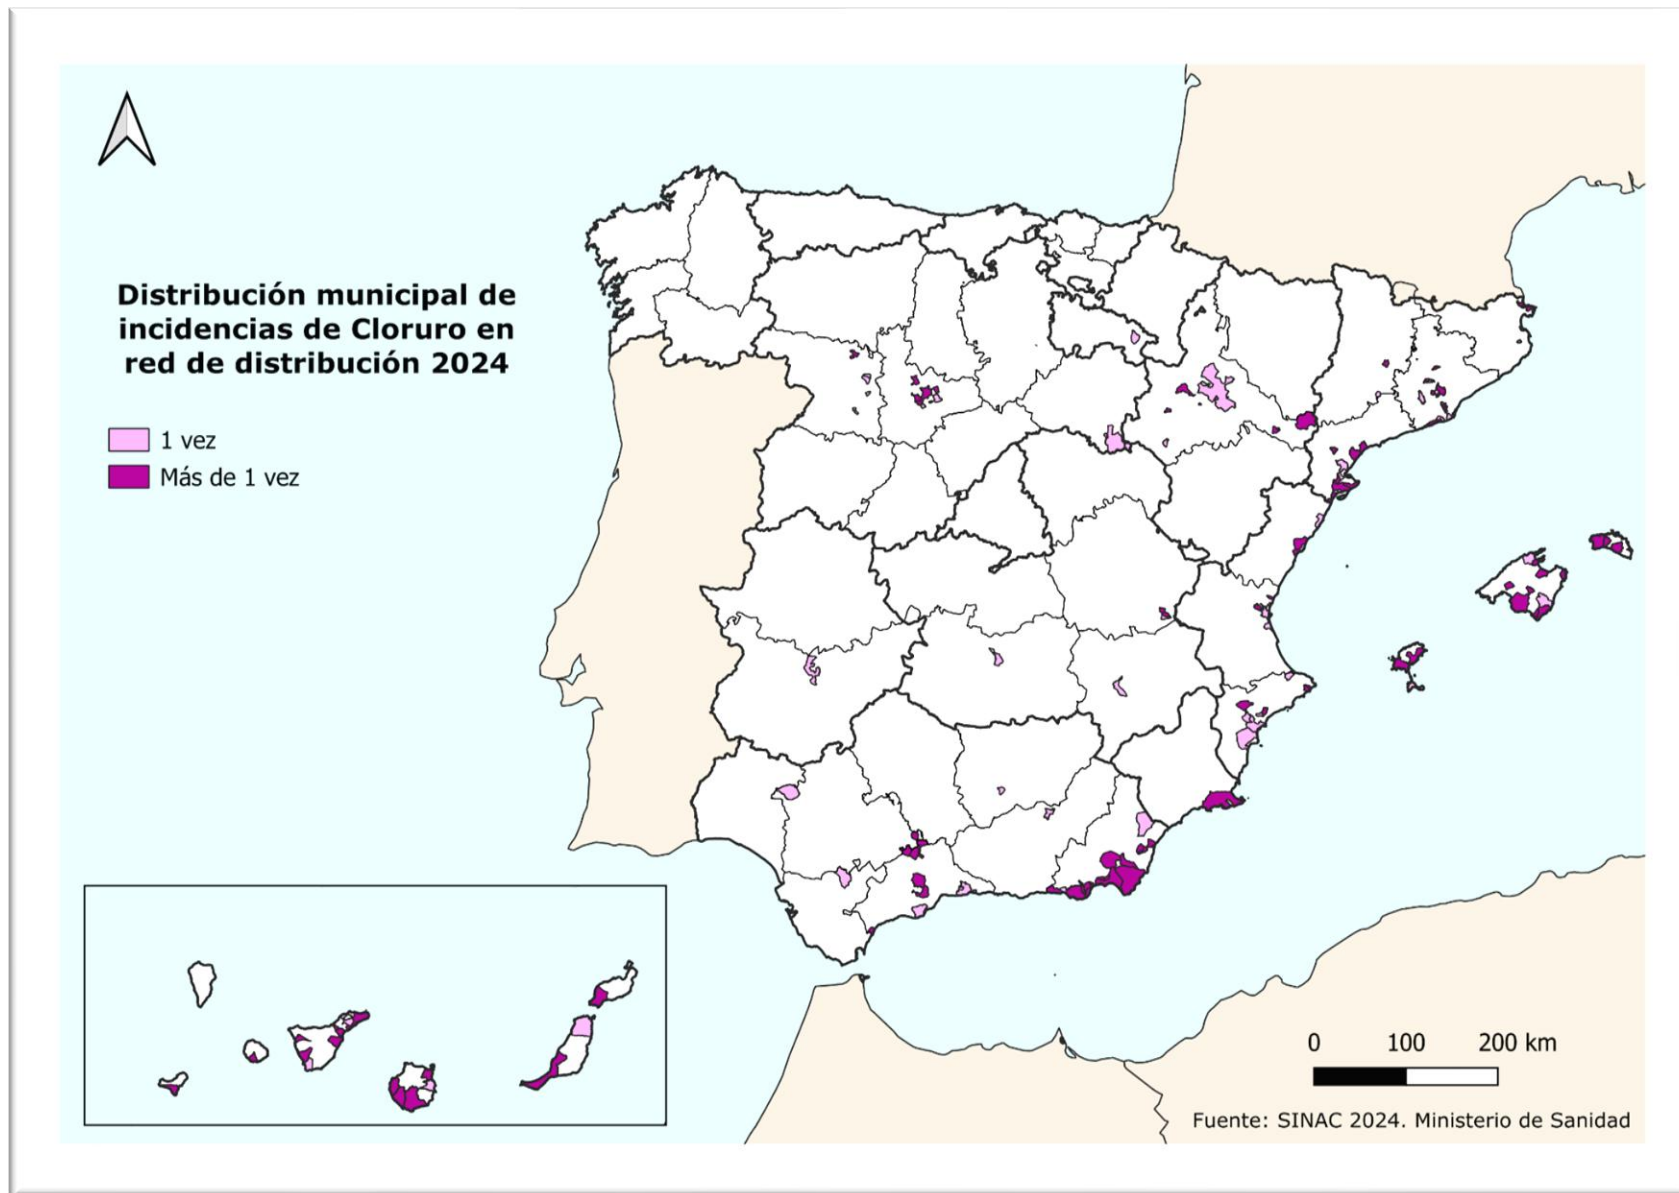 Distribución municipal de
incidencias de Cloruro en
red de distribución 2024
1 vez
Más de 1 vez
0 100 200 km
Fuente: SINAC 2024. Ministerio de Sanidad